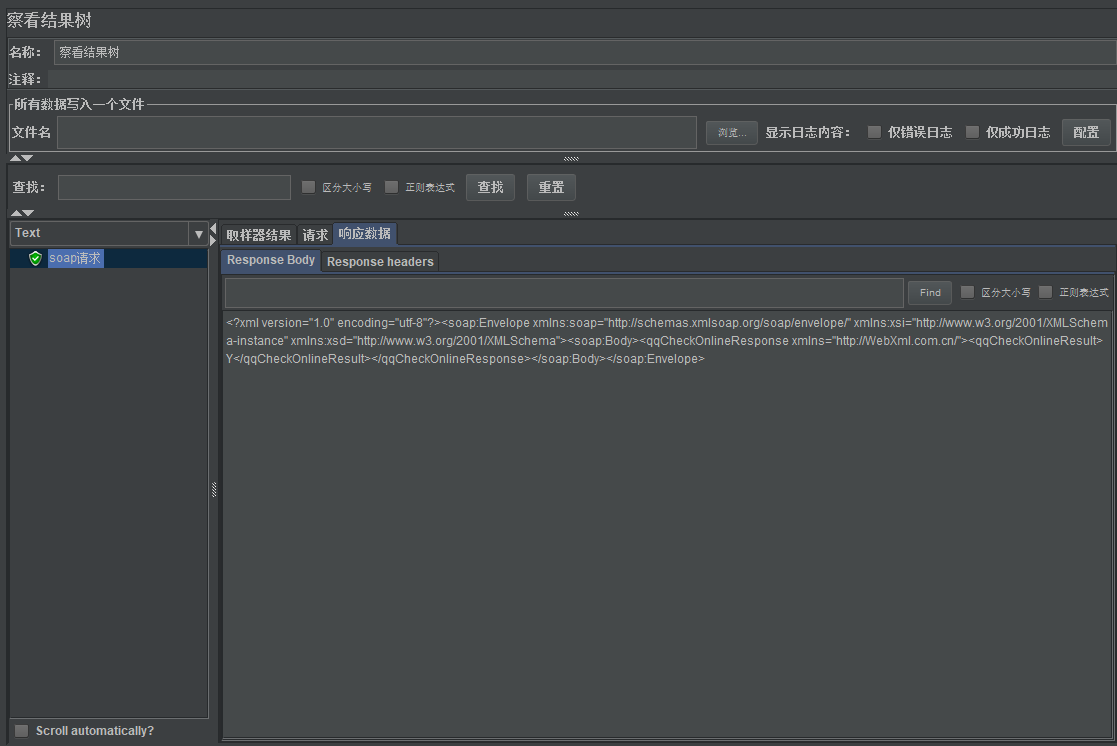 察看结果树
名称： 察看结果树
注释：
所有数据写入一个文件
文件名 浏览... 显示日志内容： 仅错误日志 仅成功日志 配置
查找： 区分大小写 正则表达式 查找 重置
Text
soap请求
取样器结果 请求 响应数据
Response Body Response headers
Find 区分大小写 正则表达式
<?xml version="1.0" encoding="utf-8"?><soap:Envelope xmlns:soap="http://schemas.xmlsoap.org/soap/envelope/" xmlns:xsi="http://www.w3.org/2001/XMLSchem
a-instance" xmlns:xsd="http://www.w3.org/2001/XMLSchema"><soap:Body><qqCheckOnlineResponse xmlns="http://WebXml.com.cn/"><qqCheckOnlineResult>
Y</qqCheckOnlineResult></qqCheckOnlineResponse></soap:Body></soap:Envelope>
Scroll automatically?